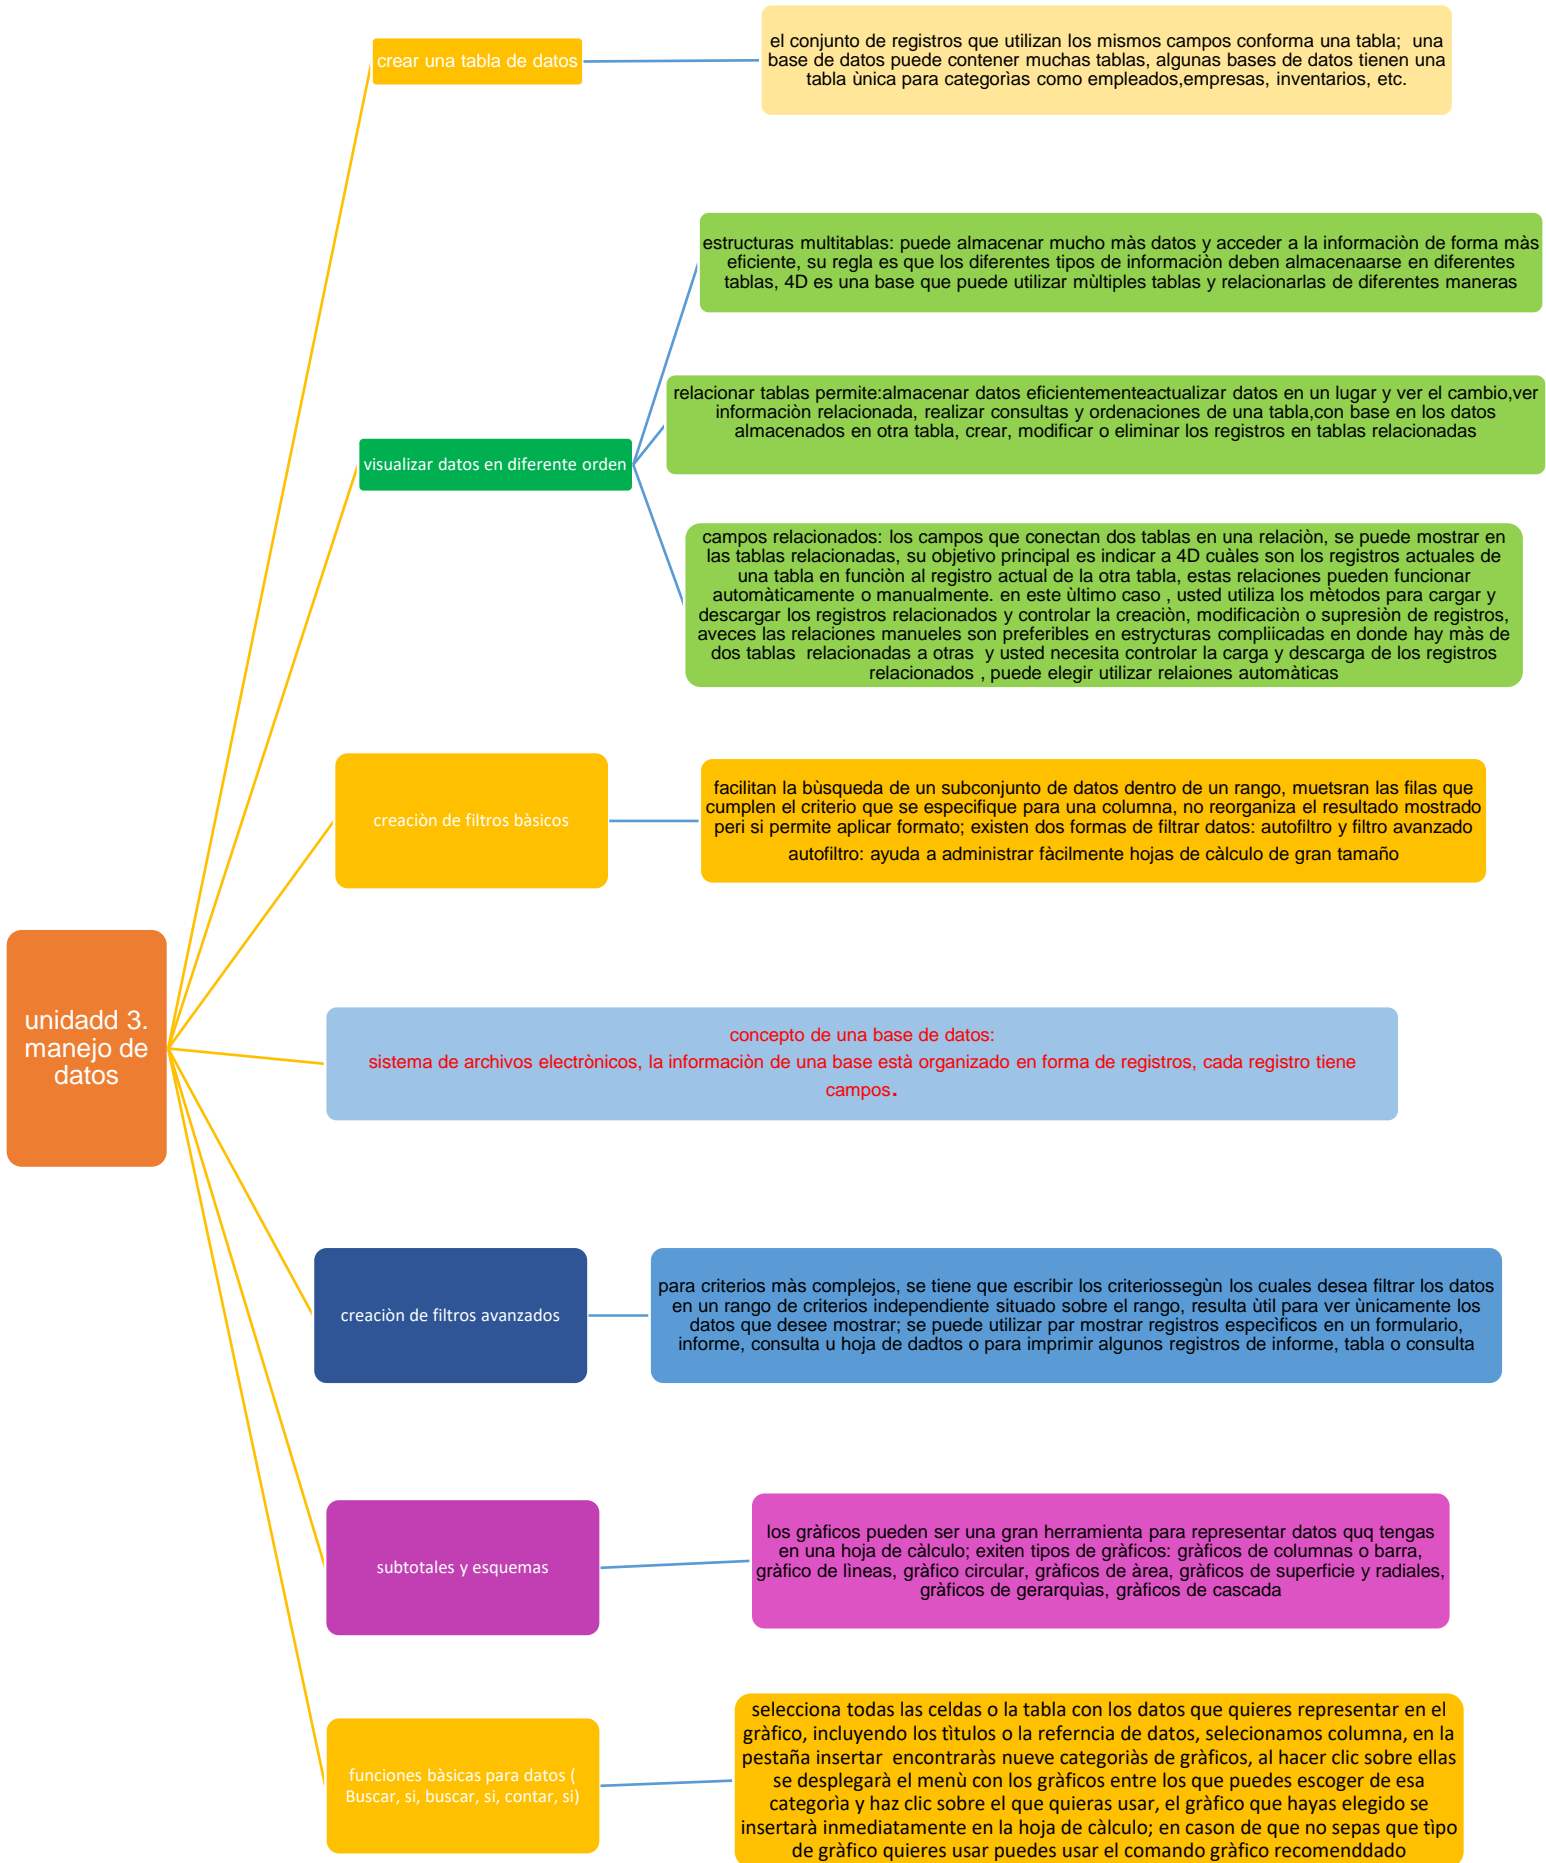 crear una tabla de datos
el conjunto de registros que utilizan los mismos campos conforma una tabla;  una
base de datos puede contener muchas tablas, algunas bases de datos tienen una
tabla ùnica para categorìas como empleados,empresas, inventarios, etc.
estructuras multitablas: puede almacenar mucho màs datos y acceder a la informaciòn de forma màs
eficiente, su regla es que los diferentes tipos de informaciòn deben almacenaarse en diferentes
tablas, 4D es una base que puede utilizar mùltiples tablas y relacionarlas de diferentes maneras
relacionar tablas permite:almacenar datos eficientementeactualizar datos en un lugar y ver el cambio,ver
informaciòn relacionada, realizar consultas y ordenaciones de una tabla,con base en los datos
almacenados en otra tabla, crear, modificar o eliminar los registros en tablas relacionadas
visualizar datos en diferente orden
campos relacionados: los campos que conectan dos tablas en una relaciòn, se puede mostrar en
las tablas relacionadas, su objetivo principal es indicar a 4D cuàles son los registros actuales de
una tabla en funciòn al registro actual de la otra tabla, estas relaciones pueden funcionar
automàticamente o manualmente. en este ùltimo caso , usted utiliza los mètodos para cargar y
descargar los registros relacionados y controlar la creaciòn, modificaciòn o supresiòn de registros,
aveces las relaciones manueles son preferibles en estrycturas compliicadas en donde hay màs de
dos tablas  relacionadas a otras  y usted necesita controlar la carga y descarga de los registros
relacionados , puede elegir utilizar relaiones automàticas
creaciòn de filtros bàsicos
facilitan la bùsqueda de un subconjunto de datos dentro de un rango, muetsran las filas que
cumplen el criterio que se especifique para una columna, no reorganiza el resultado mostrado
peri si permite aplicar formato; existen dos formas de filtrar datos: autofiltro y filtro avanzado
autofiltro: ayuda a administrar fàcilmente hojas de càlculo de gran tamaño
unidadd 3.
manejo de
datos
concepto de una base de datos:
sistema de archivos electrònicos, la informaciòn de una base està organizado en forma de registros, cada registro tiene
campos.
creaciòn de filtros avanzados
para criterios màs complejos, se tiene que escribir los criteriossegùn los cuales desea filtrar los datos
en un rango de criterios independiente situado sobre el rango, resulta ùtil para ver ùnicamente los
datos que desee mostrar; se puede utilizar par mostrar registros especìficos en un formulario,
informe, consulta u hoja de dadtos o para imprimir algunos registros de informe, tabla o consulta
subtotales y esquemas
los gràficos pueden ser una gran herramienta para representar datos quq tengas
en una hoja de càlculo; exiten tipos de gràficos: gràficos de columnas o barra,
gràfico de lìneas, gràfico circular, gràficos de àrea, gràficos de superficie y radiales,
gràficos de gerarquìas, gràficos de cascada
funciones bàsicas para datos (
Buscar, si, buscar, si, contar, si)
selecciona todas las celdas o la tabla con los datos que quieres representar en el
gràfico, incluyendo los tìtulos o la referncia de datos, selecionamos columna, en la
pestaña insertar  encontraràs nueve categoriàs de gràficos, al hacer clic sobre ellas
se desplegarà el menù con los gràficos entre los que puedes escoger de esa
categorìa y haz clic sobre el que quieras usar, el gràfico que hayas elegido se
insertarà inmediatamente en la hoja de càlculo; en cason de que no sepas que tìpo
de gràfico quieres usar puedes usar el comando gràfico recomenddado